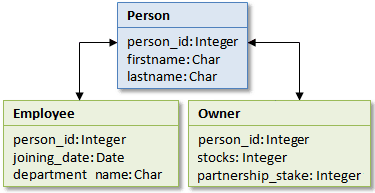 Person
person_id:Integer
firstname:Char
lastname:Char
Employee
person_id:Integer
joining_date:Date
department_name:Char
Owner
person_id:Integer
stocks:Integer
partnership_stake:Integer